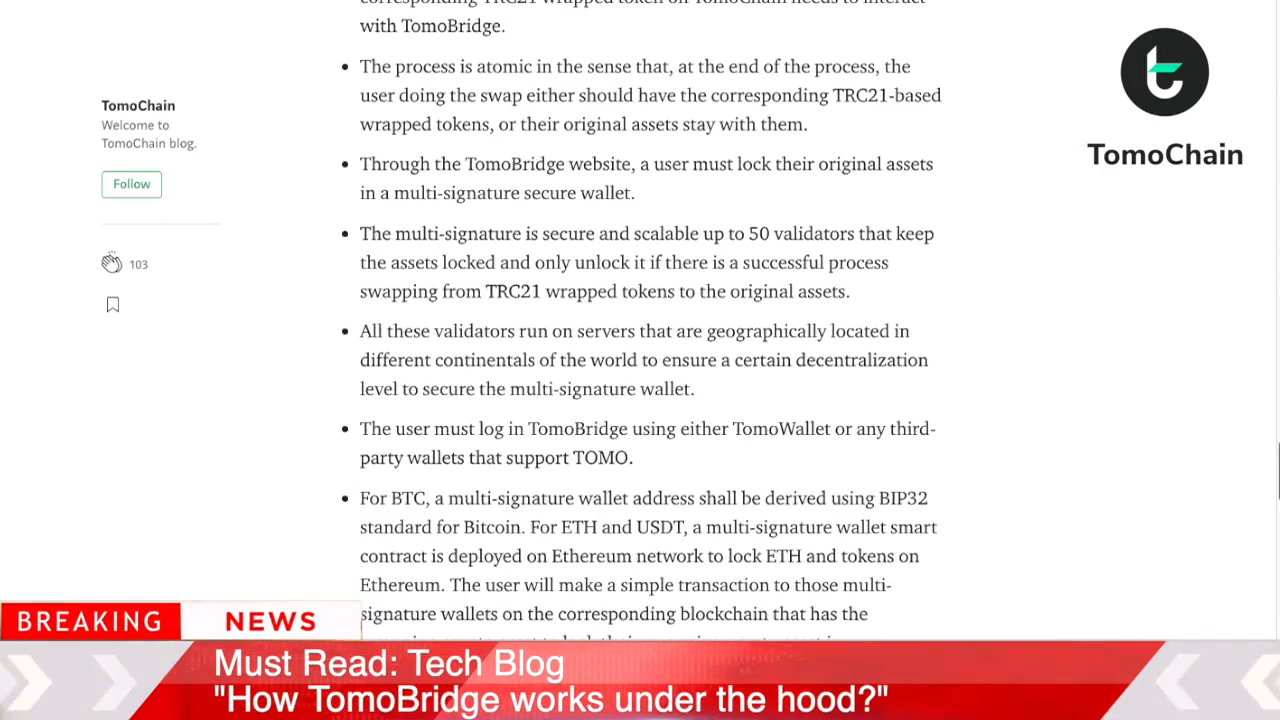 corresponding TRC21 wrapped token on TomoChain needs to interact
with TomoBridge.
The process is atomic in the sense that, at the end of the process, the
user doing the swap either should have the corresponding TRC21-based
wrapped tokens, or their original assets stay with them.
Through the TomoBridge website, a user must lock their original assets
in a multi-signature secure wallet.
The multi-signature is secure and scalable up to 50 validators that keep
the assets locked and only unlock it if there is a successful process
swapping from TRC21 wrapped tokens to the original assets.
All these validators run on servers that are geographically located in
different continentals of the world to ensure a certain decentralization
level to secure the multi-signature wallet.
The user must log in TomoBridge using either TomoWallet or any third-
party wallets that support TOMO.
For BTC, a multi-signature wallet address shall be derived using BIP32
standard for Bitcoin. For ETH and USDT, a multi-signature wallet smart
contract is deployed on Ethereum network to lock ETH and tokens on
Ethereum. The user will make a simple transaction to those multi-
signature wallets on the corresponding blockchain that has the
TomoChain
Welcome to
TomoChain blog.
Follow
103
TomoChain
BREAKING NEWS
Must Read: Tech Blog
"How TomoBridge works under the hood?"